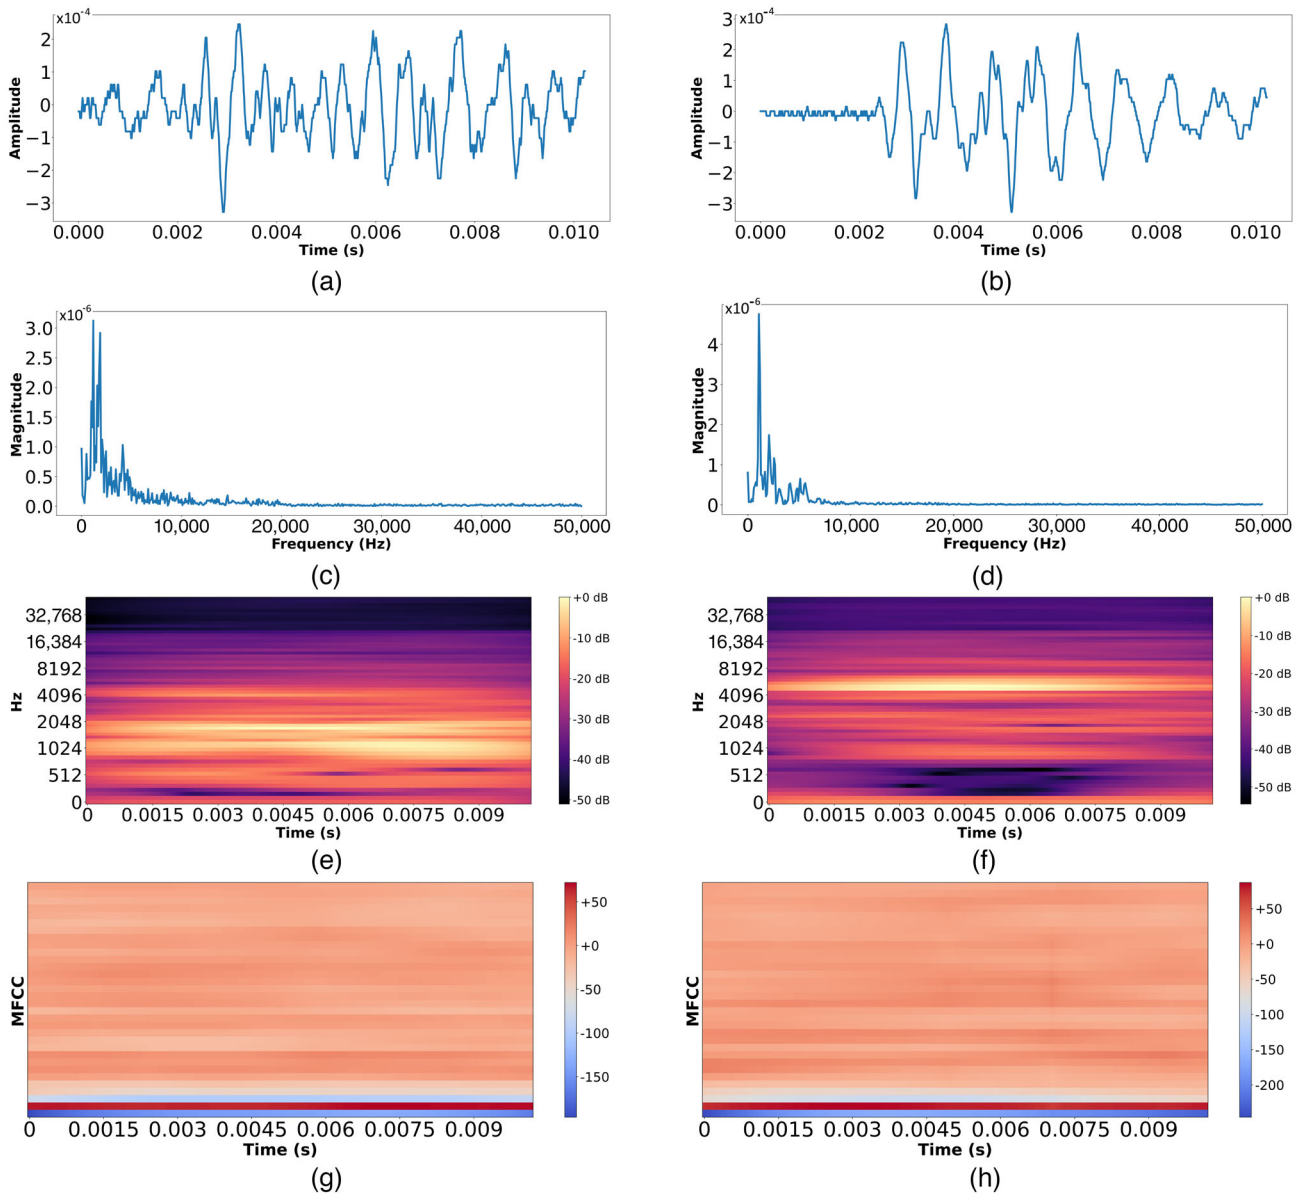 x10⁻⁴
2
1
0
−1
−2
−3
Amplitude
0.000 0.002 0.004 0.006 0.008 0.010
Time (s)
(a)
x10⁻⁴
3
2
1
0
−1
−2
−3
Amplitude
0.000 0.002 0.004 0.006 0.008 0.010
Time (s)
(b)
x10⁻⁶
3.0
2.5
2.0
1.5
1.0
0.5
0.0
Magnitude
0 10,000 20,000 30,000 40,000 50,000
Frequency (Hz)
(c)
x10⁻⁶
4
3
2
1
0
Magnitude
0 10,000 20,000 30,000 40,000 50,000
Frequency (Hz)
(d)
32,768
16,384
8192
4096
2048
1024
512
0
Hz
0 0.0015 0.003 0.0045 0.006 0.0075 0.009
Time (s)
+0 dB
-10 dB
-20 dB
-30 dB
-40 dB
-50 dB
(e)
32,768
16,384
8192
4096
2048
1024
512
0
Hz
0 0.0015 0.003 0.0045 0.006 0.0075 0.009
Time (s)
+0 dB
-10 dB
-20 dB
-30 dB
-40 dB
-50 dB
(f)
MFCC
0 0.0015 0.003 0.0045 0.006 0.0075 0.009
Time (s)
+50
+0
-50
-100
-150
(g)
MFCC
0 0.0015 0.003 0.0045 0.006 0.0075 0.009
Time (s)
+50
+0
-50
-100
-150
-200
(h)